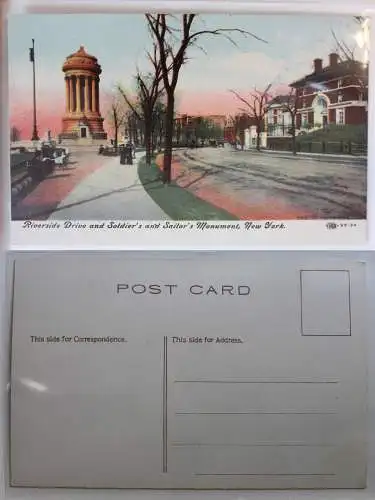 Riverside Drive and Soldier's and Sailor's Monument, New York.
POST CARD
This side for Correspondence.
This side for Address.